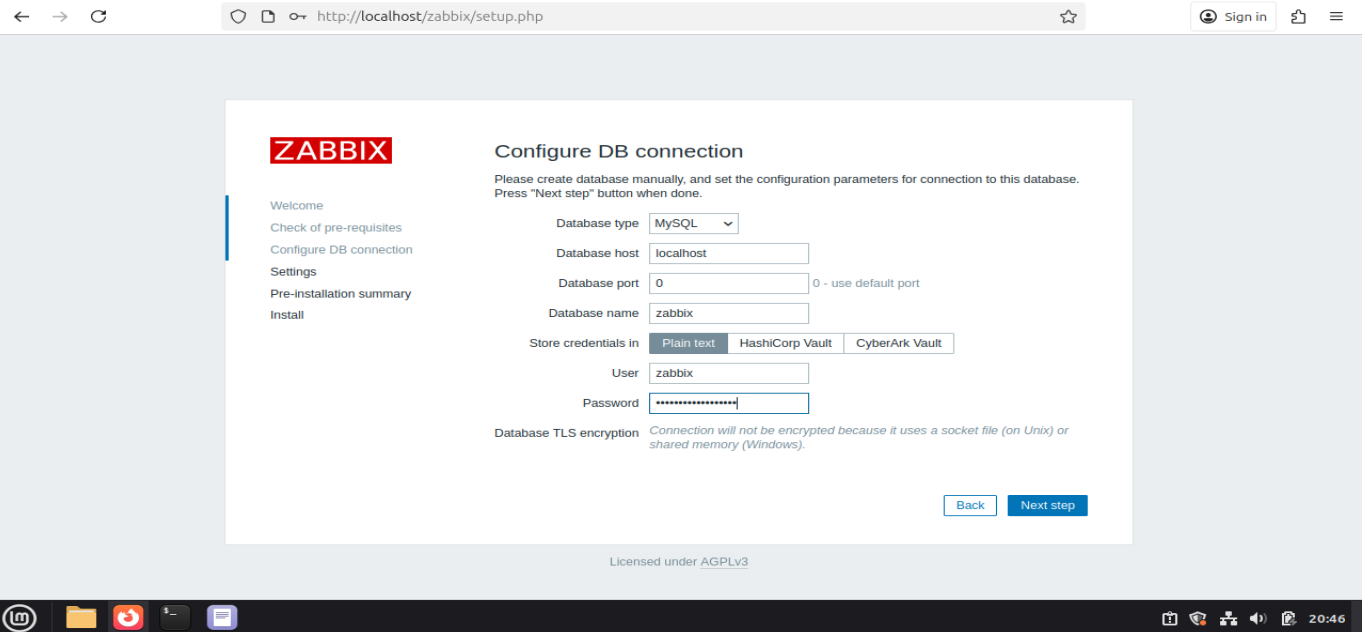 http://localhost/zabbix/setup.php
Sign in
ZABBIX
Welcome
Check of pre-requisites
Configure DB connection
Settings
Pre-installation summary
Install
Configure DB connection
Please create database manually, and set the configuration parameters for connection to this database.
Press "Next step" button when done.
Database type MySQL
Database host localhost
Database port 0 0 - use default port
Database name zabbix
Store credentials in Plain text HashiCorp Vault CyberArk Vault
User zabbix
Password ••••••••••••••••••
Database TLS encryption Connection will not be encrypted because it uses a socket file (on Unix) or
shared memory (Windows).
Back Next step
Licensed under AGPLv3
lm $_ 20:46